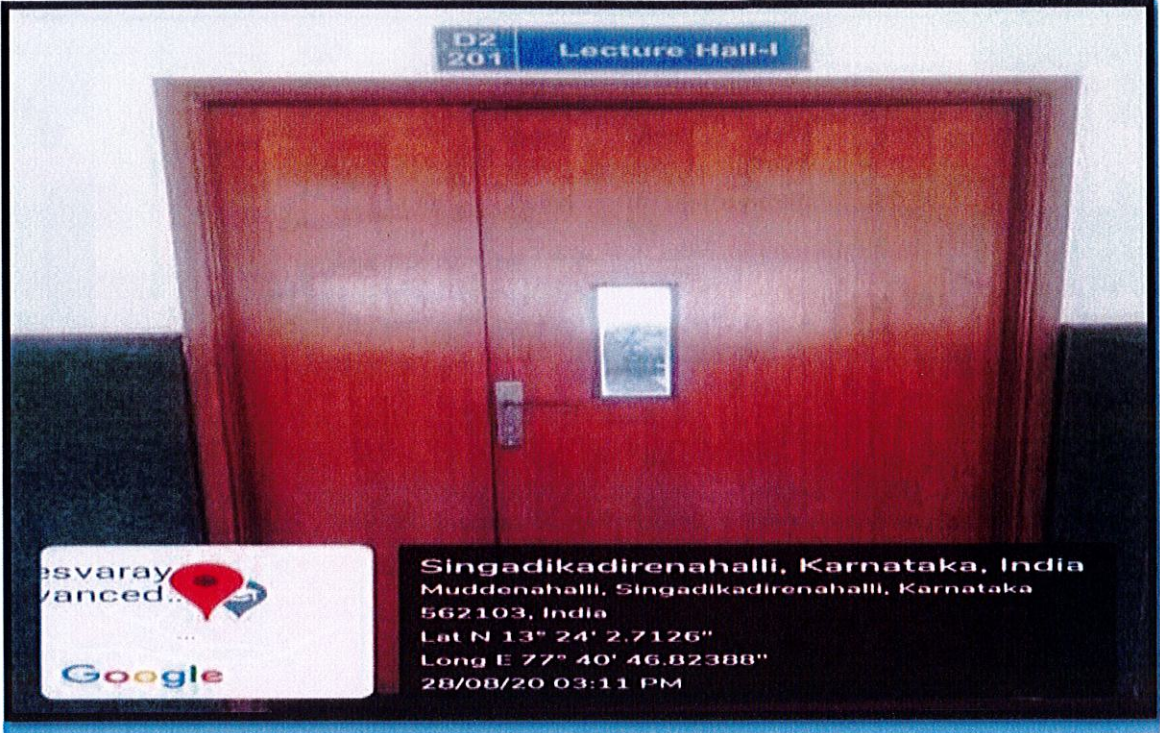 D2
201
Lecture Hall-I
esvaray
vanced..
...
Google
Singadikadirenahalli, Karnataka, India
Muddenahalli, Singadikadirenahalli, Karnataka
562103, India
Lat N 13° 24' 2.7126"
Long E 77° 40' 46.82388"
28/08/20 03:11 PM